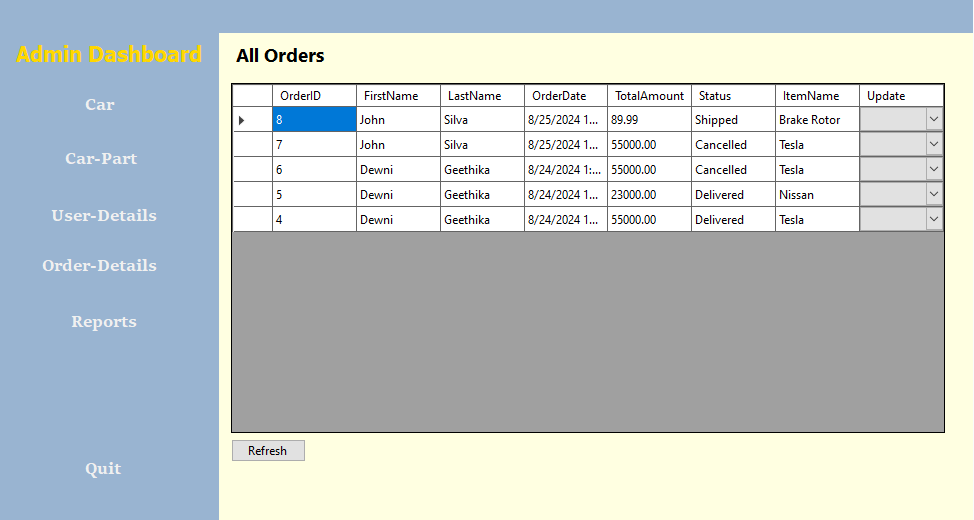 Admin Dashboard
Car
Car-Part
User-Details
Order-Details
Reports
Quit
All Orders
OrderID FirstName LastName OrderDate TotalAmount Status ItemName Update
8 John Silva 8/25/2024 1... 89.99 Shipped Brake Rotor
7 John Silva 8/25/2024 1... 55000.00 Cancelled Tesla
6 Dewni Geethika 8/24/2024 1:... 55000.00 Cancelled Tesla
5 Dewni Geethika 8/24/2024 1... 23000.00 Delivered Nissan
4 Dewni Geethika 8/24/2024 1... 55000.00 Delivered Tesla
Refresh